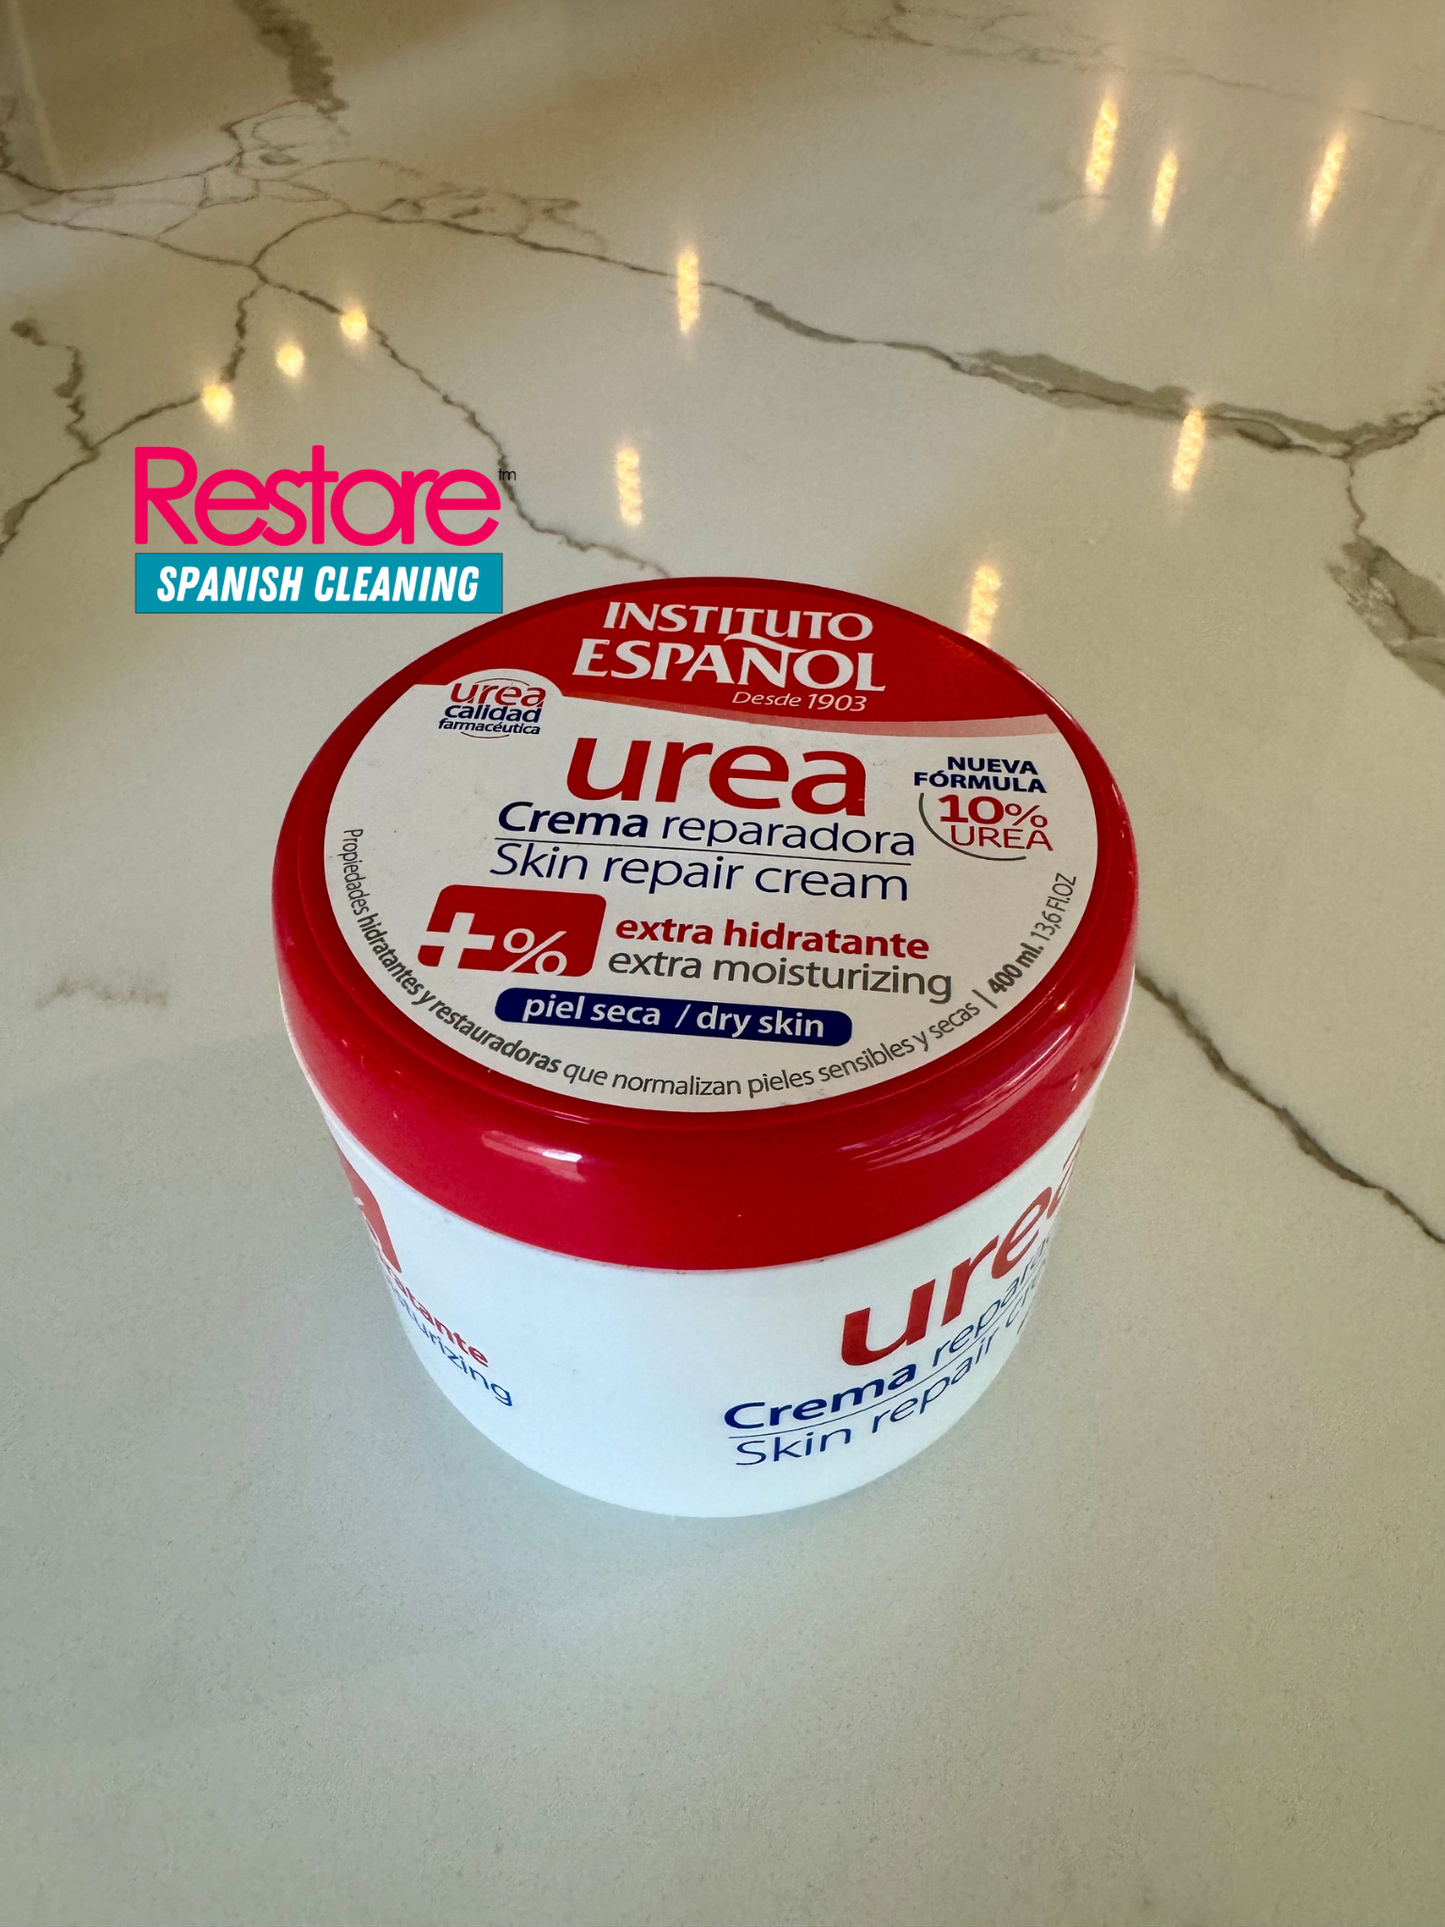 Restore
tm
SPANISH CLEANING
INSTITUTO
ESPAÑOL
Desde 1903
urea
calidad
farmacéutica
urea
NUEVA
FÓRMULA
10%
UREA
Crema reparadora
Skin repair cream
+%
extra hidratante
extra moisturizing
piel seca / dry skin
Propiedades hidratantes y restauradoras que normalizan pieles sensibles y secas | 400 ml. 13,6 Fl.OZ
urea
Crema
Skin repair